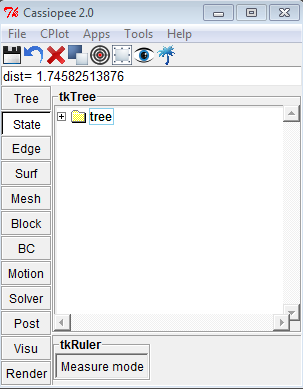 Cassiopee 2.0
File CPlot Apps Tools Help
dist= 1.74582513876
Tree
State
Edge
Surf
Mesh
Block
BC
Motion
Solver
Post
Visu
Render
tkTree
tree
tkRuler
Measure mode